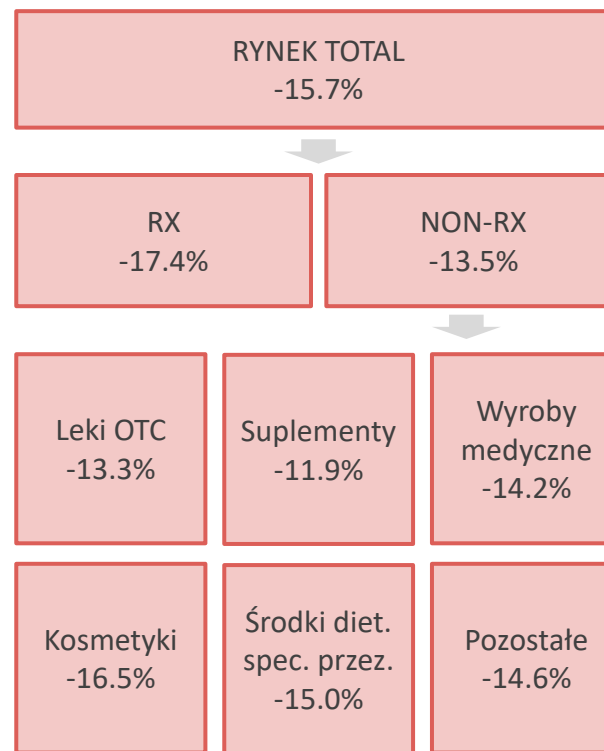 RYNEK TOTAL
-15.7%
RX
-17.4%
NON-RX
-13.5%
Leki OTC
-13.3%
Suplementy
-11.9%
Wyroby
medyczne
-14.2%
Kosmetyki
-16.5%
Środki diet.
spec. przez.
-15.0%
Pozostałe
-14.6%